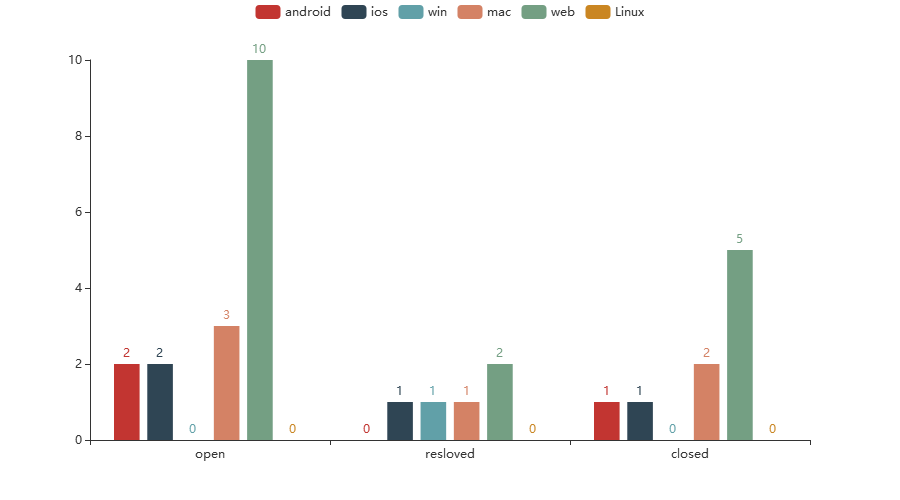 android ios win mac web Linux
10
10
8
6
5
4
3
2 2 2 2 2
1 1 1 1 1
0 0 0 0 0 0 0
open resloved closed